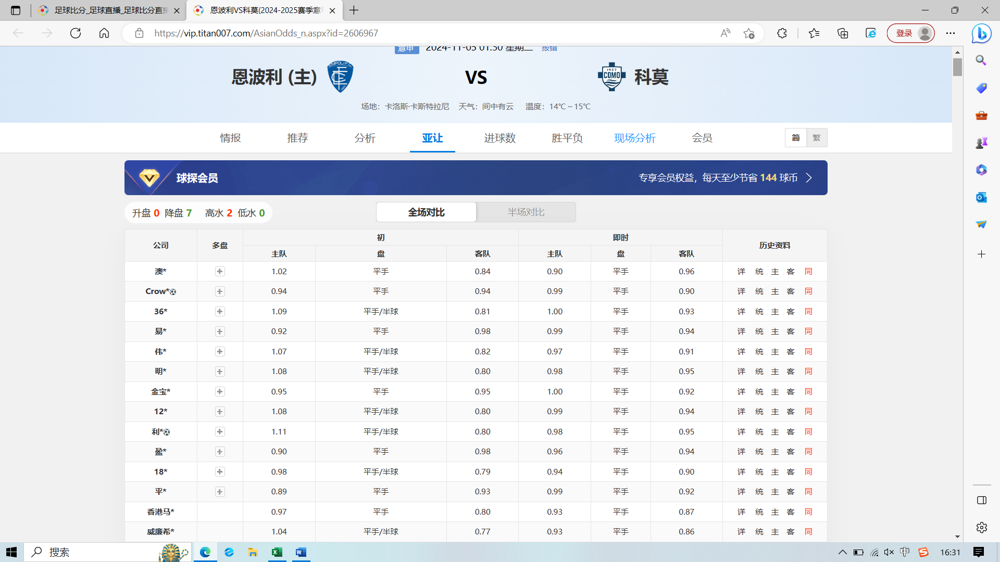 足球比分_足球直播_足球比分直播
恩波利VS科莫(2024-2025赛季意甲
https://vip.titan007.com/AsianOdds_n.aspx?id=2606967
登录
意甲 2024-11-05 01:30 星期二 报错
恩波利 (主) EMPOLI F.C. VS 1907 COMO 科莫
场地：卡洛斯·卡斯特拉尼 天气：间中有云 温度：14℃～15℃
情报 推荐 分析 亚让 进球数 胜平负 现场分析 会员 简 繁
球探会员 专享会员权益，每天至少节省 144 球币
升盘 0 降盘 7 高水 2 低水 0 全场对比 半场对比
公司 多盘 初 即时 历史资料
主队 盘 客队 主队 盘 客队
澳* 1.02 平手 0.84 0.90 平手 0.96 详 统 主 客 同
Crow* 0.94 平手 0.94 0.99 平手 0.90 详 统 主 客 同
36* 1.09 平手/半球 0.81 1.00 平手 0.93 详 统 主 客 同
易* 0.92 平手 0.98 0.99 平手 0.94 详 统 主 客 同
伟* 1.07 平手/半球 0.82 0.97 平手 0.91 详 统 主 客 同
明* 1.08 平手/半球 0.80 0.98 平手 0.95 详 统 主 客 同
金宝* 0.95 平手 0.95 1.00 平手 0.92 详 统 主 客 同
12* 1.08 平手/半球 0.80 0.99 平手 0.94 详 统 主 客 同
利* 1.11 平手/半球 0.80 0.98 平手 0.95 详 统 主 客 同
盈* 0.90 平手 0.98 0.96 平手 0.94 详 统 主 客 同
18* 0.98 平手/半球 0.79 0.94 平手 0.90 详 统 主 客 同
平* 0.89 平手 0.93 0.99 平手 0.92 详 统 主 客 同
香港马* 0.97 平手 0.80 0.93 平手 0.87 详 统 主 客 同
威廉希* 1.04 平手/半球 0.77 0.93 平手 0.86 详 统 主 客 同
搜索 中 16:31